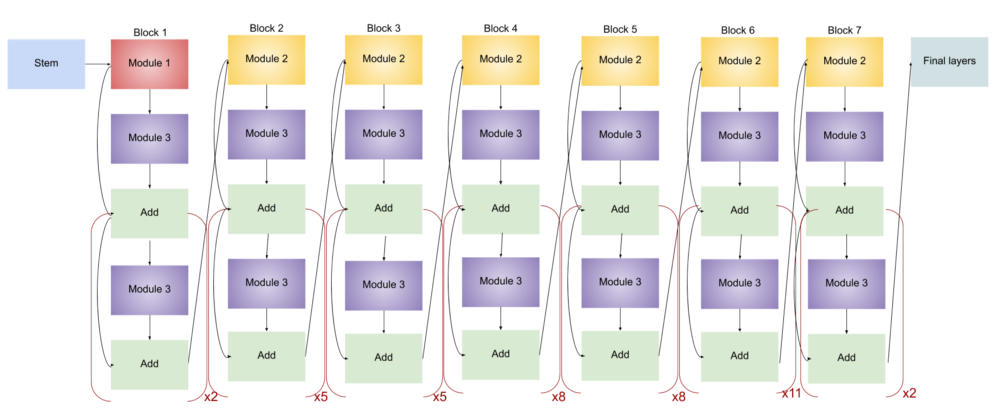 Block 1 Block 2 Block 3 Block 4 Block 5 Block 6 Block 7
Stem Module 1 Module 2 Module 2 Module 2 Module 2 Module 2 Module 2 Final layers
Module 3 Module 3 Module 3 Module 3 Module 3 Module 3 Module 3
Add Add Add Add Add Add Add
Module 3 Module 3 Module 3 Module 3 Module 3 Module 3 Module 3
Add Add Add Add Add Add Add
x2 x5 x5 x8 x8 x11 x2